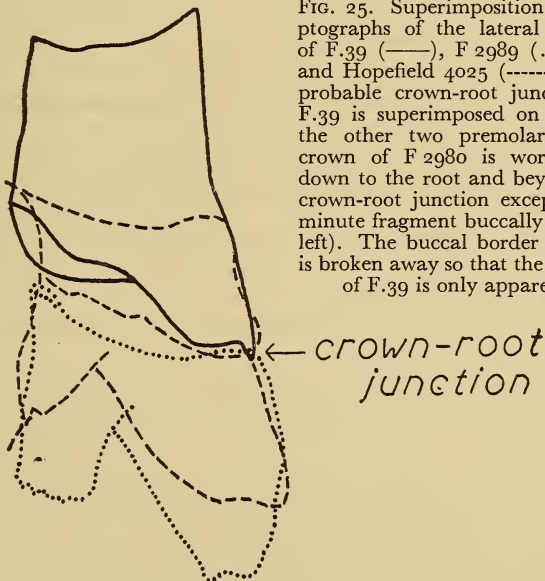 FIG. 25. Superimposition
ptographs of the lateral
of F.39 (——), F 2989 (.
and Hopefield 4025 (------
probable crown-root junc
F.39 is superimposed on
the other two premolar
crown of F 2980 is wor
down to the root and bey
crown-root junction excep
minute fragment buccally
left). The buccal border
is broken away so that the
of F.39 is only appare
crown-root
junction